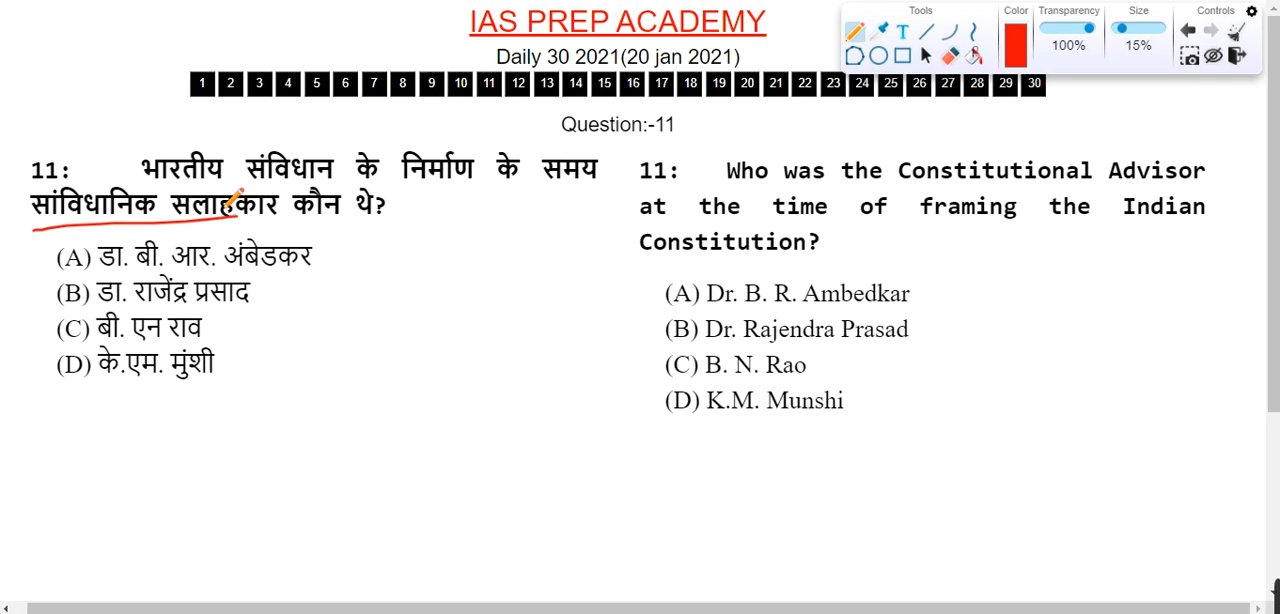 IAS PREP ACADEMY
Daily 30 2021(20 jan 2021)
Tools
Color
Transparency
Size
Controls
100%
15%
1 2 3 4 5 6 7 8 9 10 11 12 13 14 15 16 17 18 19 20 21 22 23 24 25 26 27 28 29 30
Question:-11
11: भारतीय संविधान के निर्माण के समय
सांविधानिक सलाहकार कौन थे?
(A) डा. बी. आर. अंबेडकर
(B) डा. राजेंद्र प्रसाद
(C) बी. एन राव
(D) के.एम. मुंशी
11: Who was the Constitutional Advisor
at the time of framing the Indian
Constitution?
(A) Dr. B. R. Ambedkar
(B) Dr. Rajendra Prasad
(C) B. N. Rao
(D) K.M. Munshi